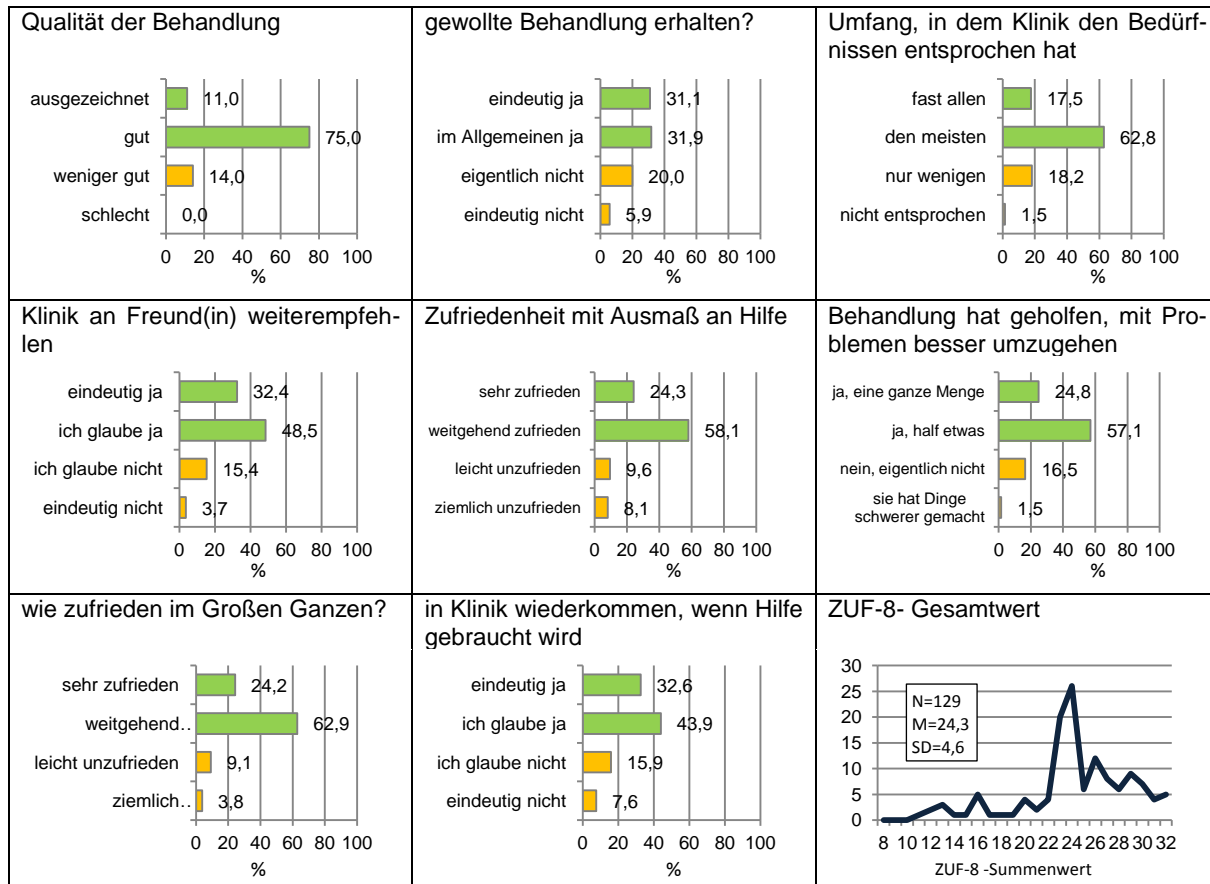 Qualität der Behandlung
ausgezeichnet 11,0
gut 75,0
weniger gut 14,0
schlecht 0,0
0 20 40 60 80 100
%
gewollte Behandlung erhalten?
eindeutig ja 31,1
im Allgemeinen ja 31,9
eigentlich nicht 20,0
eindeutig nicht 5,9
0 20 40 60 80 100
%
Umfang, in dem Klinik den Bedürf-
nissen entsprochen hat
fast allen 17,5
den meisten 62,8
nur wenigen 18,2
nicht entsprochen 1,5
0 20 40 60 80 100
%
Klinik an Freund(in) weiterempfeh-
len
eindeutig ja 32,4
ich glaube ja 48,5
ich glaube nicht 15,4
eindeutig nicht 3,7
0 20 40 60 80 100
%
Zufriedenheit mit Ausmaß an Hilfe
sehr zufrieden 24,3
weitgehend zufrieden 58,1
leicht unzufrieden 9,6
ziemlich unzufrieden 8,1
0 20 40 60 80 100
%
Behandlung hat geholfen, mit Pro-
blemen besser umzugehen
ja, eine ganze Menge 24,8
ja, half etwas 57,1
nein, eigentlich nicht 16,5
sie hat Dinge
schwerer gemacht 1,5
0 20 40 60 80 100
%
wie zufrieden im Großen Ganzen?
sehr zufrieden 24,2
weitgehend.. 62,9
leicht unzufrieden 9,1
ziemlich.. 3,8
0 20 40 60 80 100
%
in Klinik wiederkommen, wenn Hilfe
gebraucht wird
eindeutig ja 32,6
ich glaube ja 43,9
ich glaube nicht 15,9
eindeutig nicht 7,6
0 20 40 60 80 100
%
ZUF-8- Gesamtwert
30
25
20
15
10
5
0
N=129
M=24,3
SD=4,6
8 10 12 14 16 18 20 22 24 26 28 30 32
ZUF-8 -Summenwert